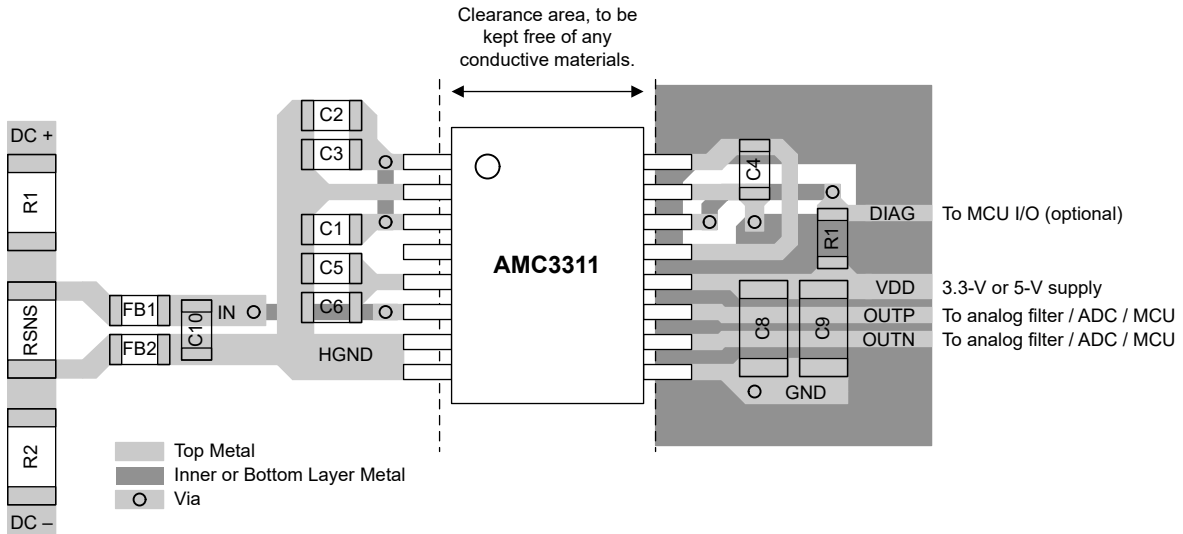 Clearance area, to be
kept free of any
conductive materials.
DC +
R1
RSNS
R2
DC –
FB1
FB2
C10
IN
HGND
C2
C3
C1
C5
C6
AMC3311
C4
R1
C8
C9
GND
DIAG
To MCU I/O (optional)
VDD
3.3-V or 5-V supply
OUTP
To analog filter / ADC / MCU
OUTN
To analog filter / ADC / MCU
Top Metal
Inner or Bottom Layer Metal
Via